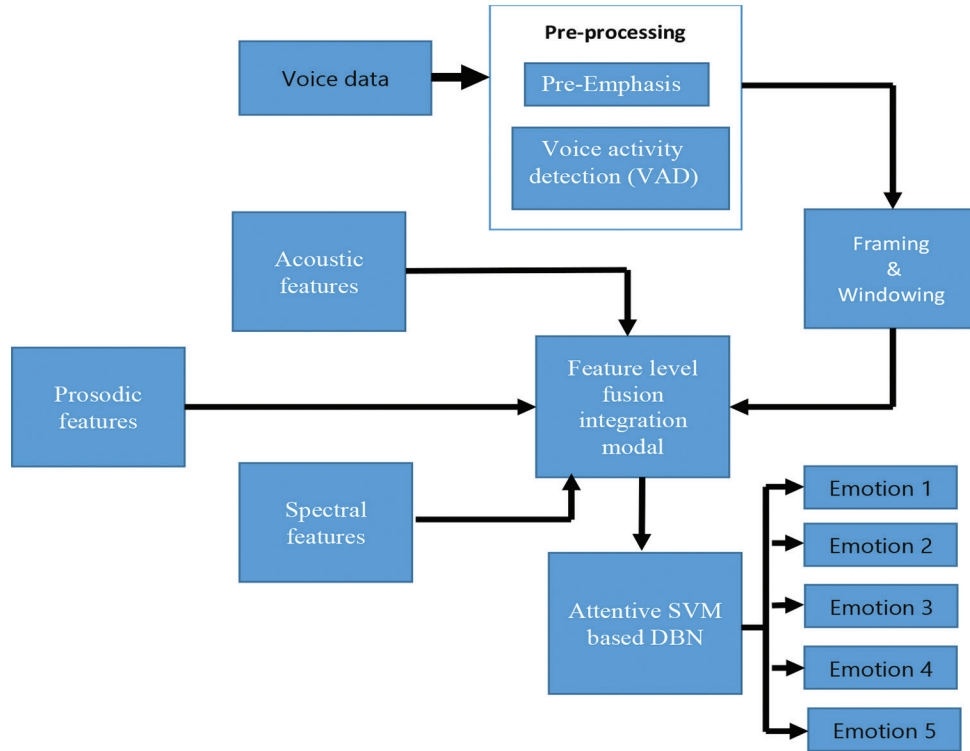 Voice data
Pre-processing
Pre-Emphasis
Voice activity
detection (VAD)
Framing
&
Windowing
Acoustic
features
Prosodic
features
Spectral
features
Feature level
fusion
integration
modal
Attentive SVM
based DBN
Emotion 1
Emotion 2
Emotion 3
Emotion 4
Emotion 5